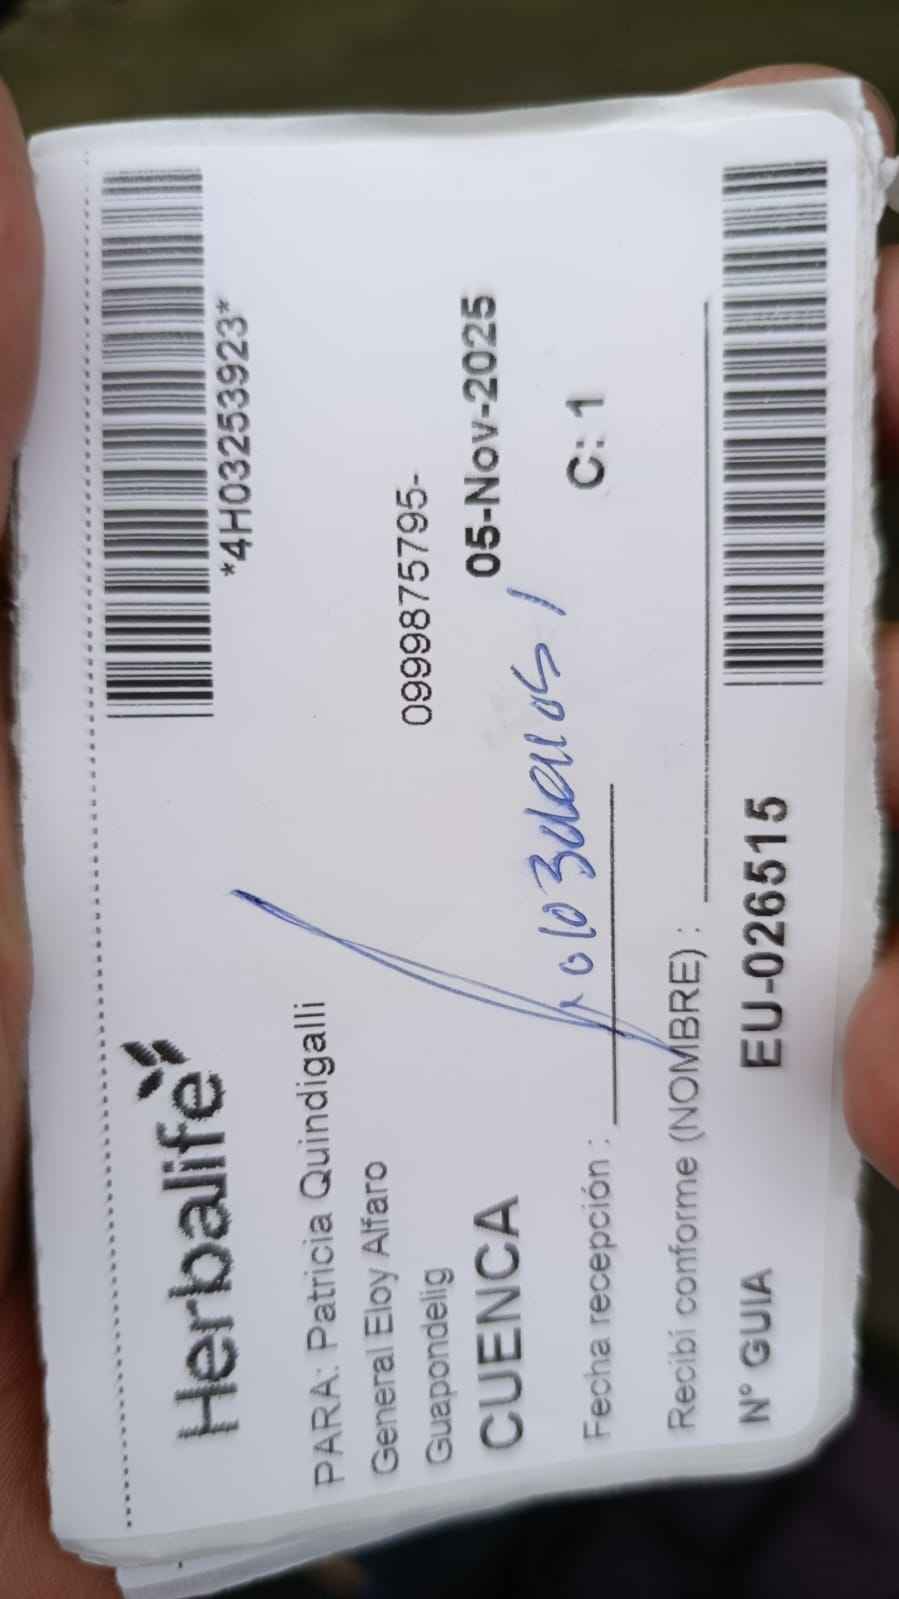 Herbalife
*4H03253923*
PARA: Patricia Quindigalli
General Eloy Alfaro
0999875795-
Guapondelig
CUENCA
05-Nov-2025
Fecha recepción :
C: 1
Recibí conforme (NOMBRE) :
N° GUIA EU-026515